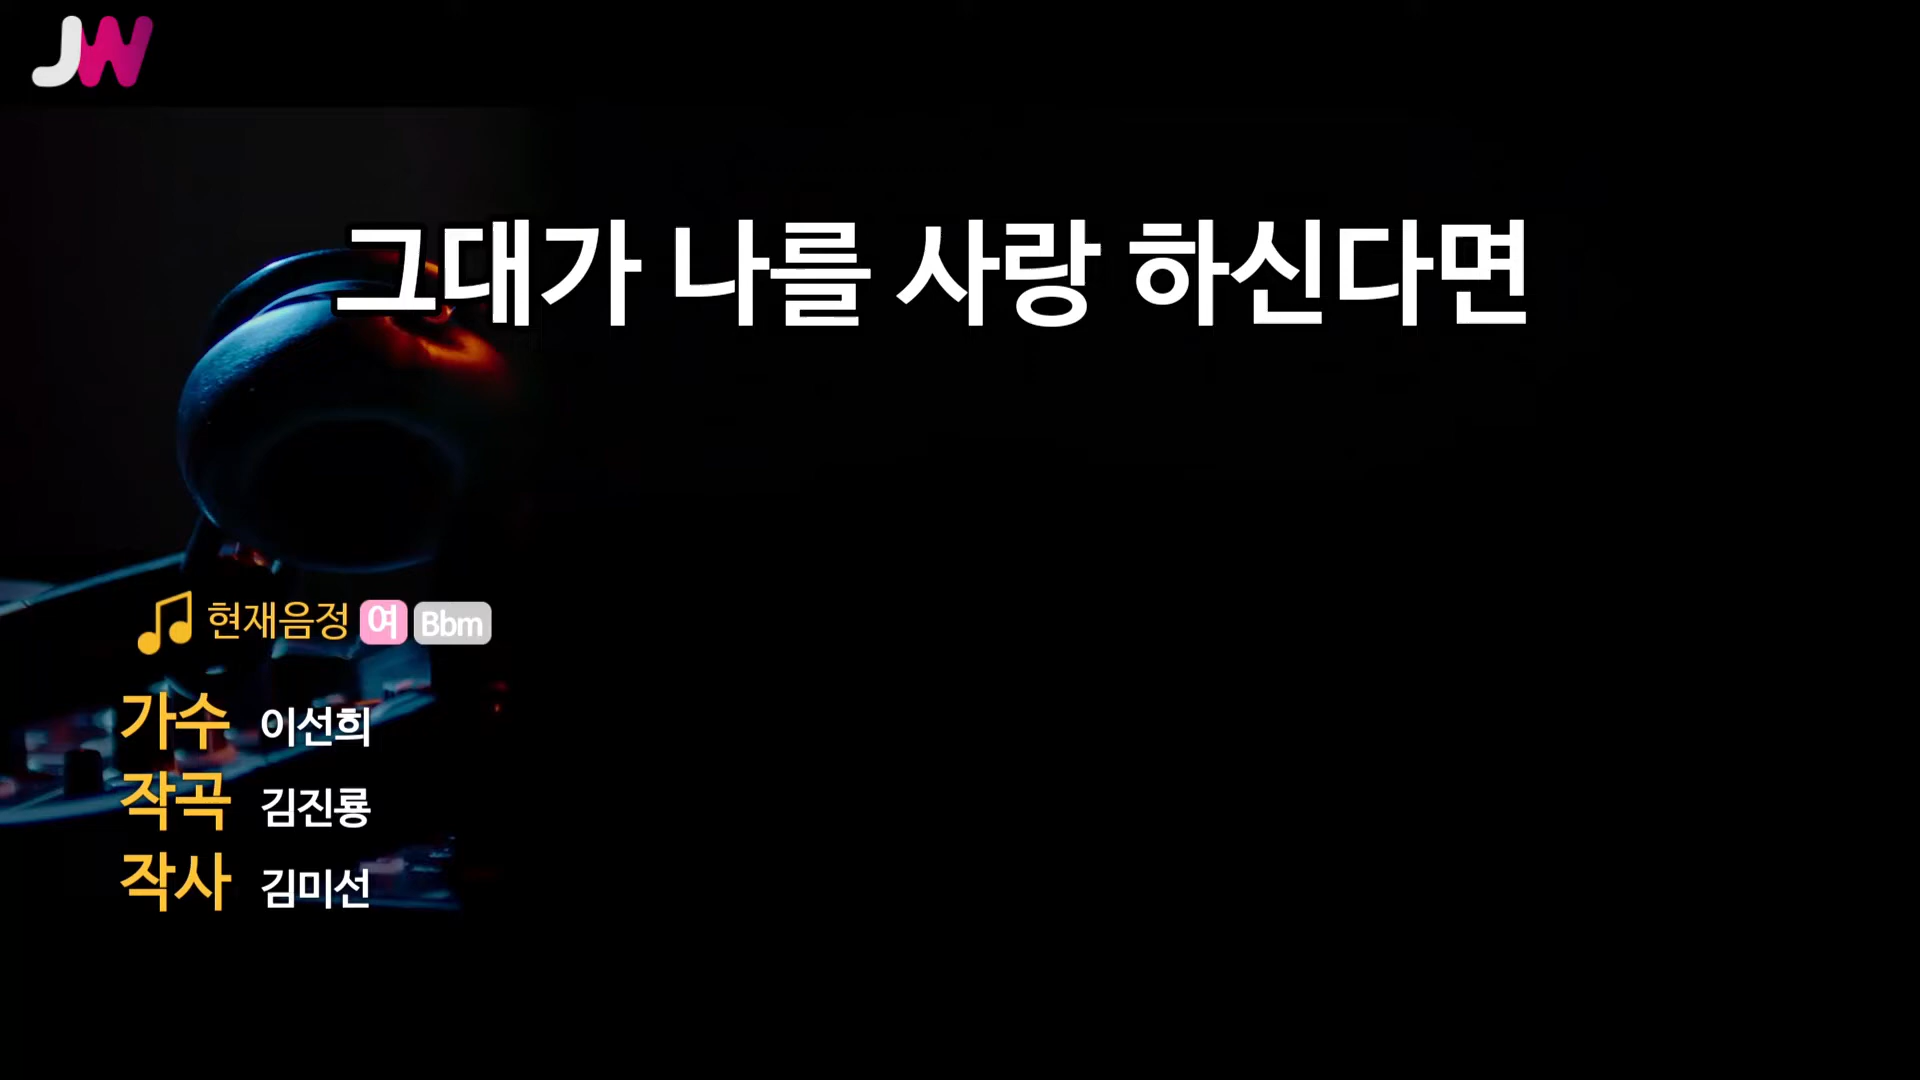 JW
그대가 나를 사랑 하신다면
현재음정 여 Bbm
가수 이선희
작곡 김진룡
작사 김미선